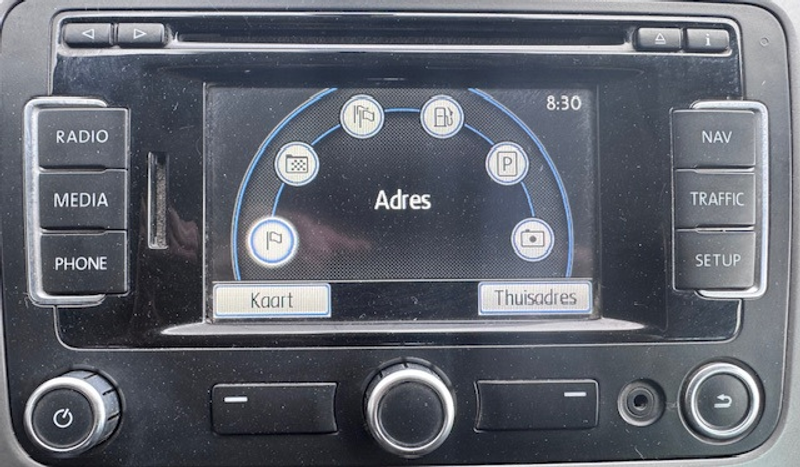 i
8:30
RADIO
NAV
P
Adres
MEDIA
TRAFFIC
PHONE
SETUP
Kaart
Thuisadres